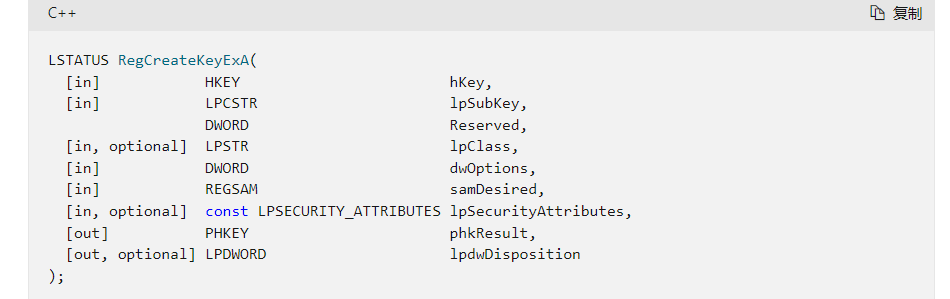 C++ 复制
LSTATUS RegCreateKeyExA(
[in] HKEY hKey,
[in] LPCSTR lpSubKey,
DWORD Reserved,
[in, optional] LPSTR lpClass,
[in] DWORD dwOptions,
[in] REGSAM samDesired,
[in, optional] const LPSECURITY_ATTRIBUTES lpSecurityAttributes,
[out] PHKEY phkResult,
[out, optional] LPDWORD lpdwDisposition
);